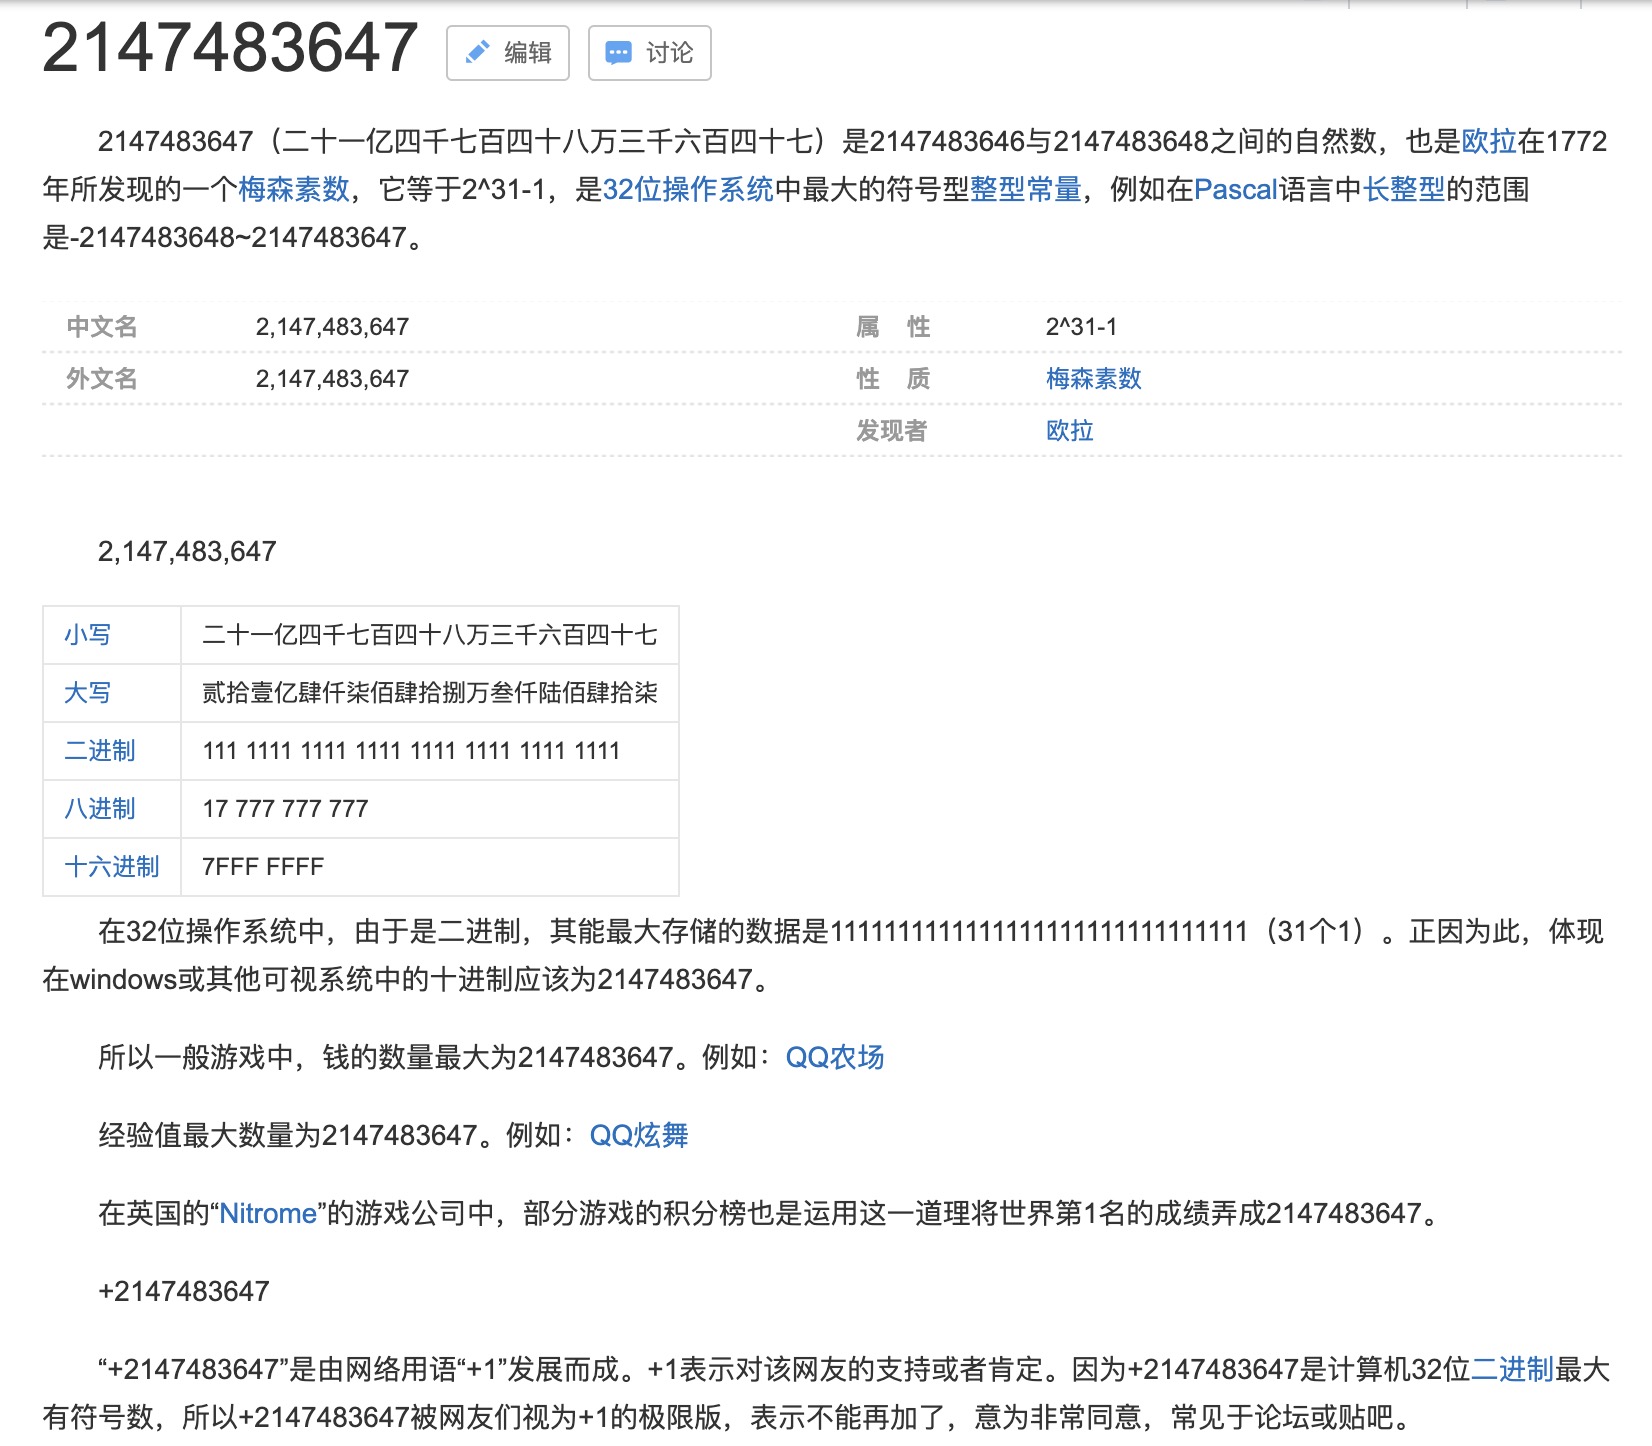 2147483647 编辑 讨论
2147483647（二十一亿四千七百四十八万三千六百四十七）是2147483646与2147483648之间的自然数，也是欧拉在1772
年所发现的一个梅森素数，它等于2^31-1，是32位操作系统中最大的符号型整型常量，例如在Pascal语言中长整型的范围
是-2147483648~2147483647。
中文名 2,147,483,647 属 性 2^31-1
外文名 2,147,483,647 性 质 梅森素数
发现者 欧拉
2,147,483,647
小写 二十一亿四千七百四十八万三千六百四十七
大写 贰拾壹亿肆仟柒佰肆拾捌万叁仟陆佰肆拾柒
二进制 111 1111 1111 1111 1111 1111 1111 1111
八进制 17 777 777 777
十六进制 7FFF FFFF
在32位操作系统中，由于是二进制，其能最大存储的数据是1111111111111111111111111111111（31个1）。正因为此，体现
在windows或其他可视系统中的十进制应该为2147483647。
所以一般游戏中，钱的数量最大为2147483647。例如：QQ农场
经验值最大数量为2147483647。例如：QQ炫舞
在英国的“Nitrome”的游戏公司中，部分游戏的积分榜也是运用这一道理将世界第1名的成绩弄成2147483647。
+2147483647
“+2147483647”是由网络用语“+1”发展而成。+1表示对该网友的支持或者肯定。因为+2147483647是计算机32位二进制最大
有符号数，所以+2147483647被网友们视为+1的极限版，表示不能再加了，意为非常同意，常见于论坛或贴吧。